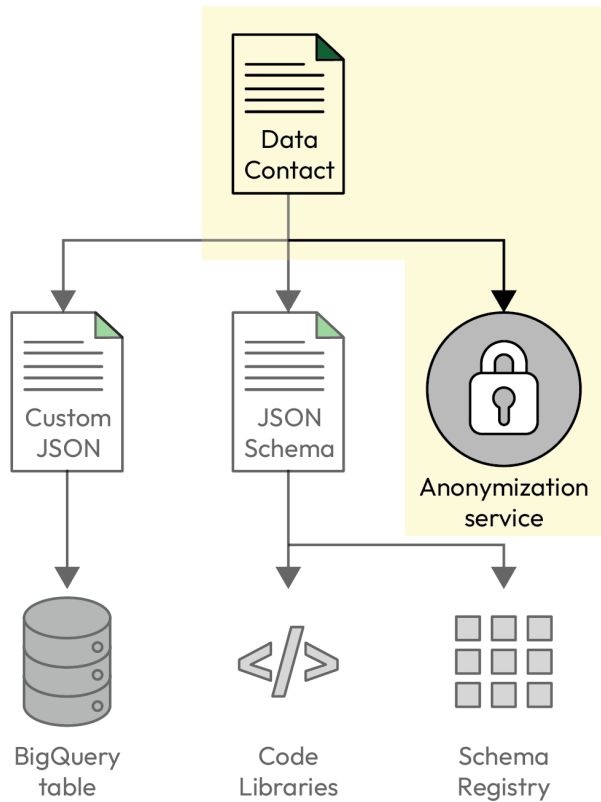 Data
Contact
Custom
JSON
JSON
Schema
Anonymization
service
BigQuery
table
Code
Libraries
Schema
Registry